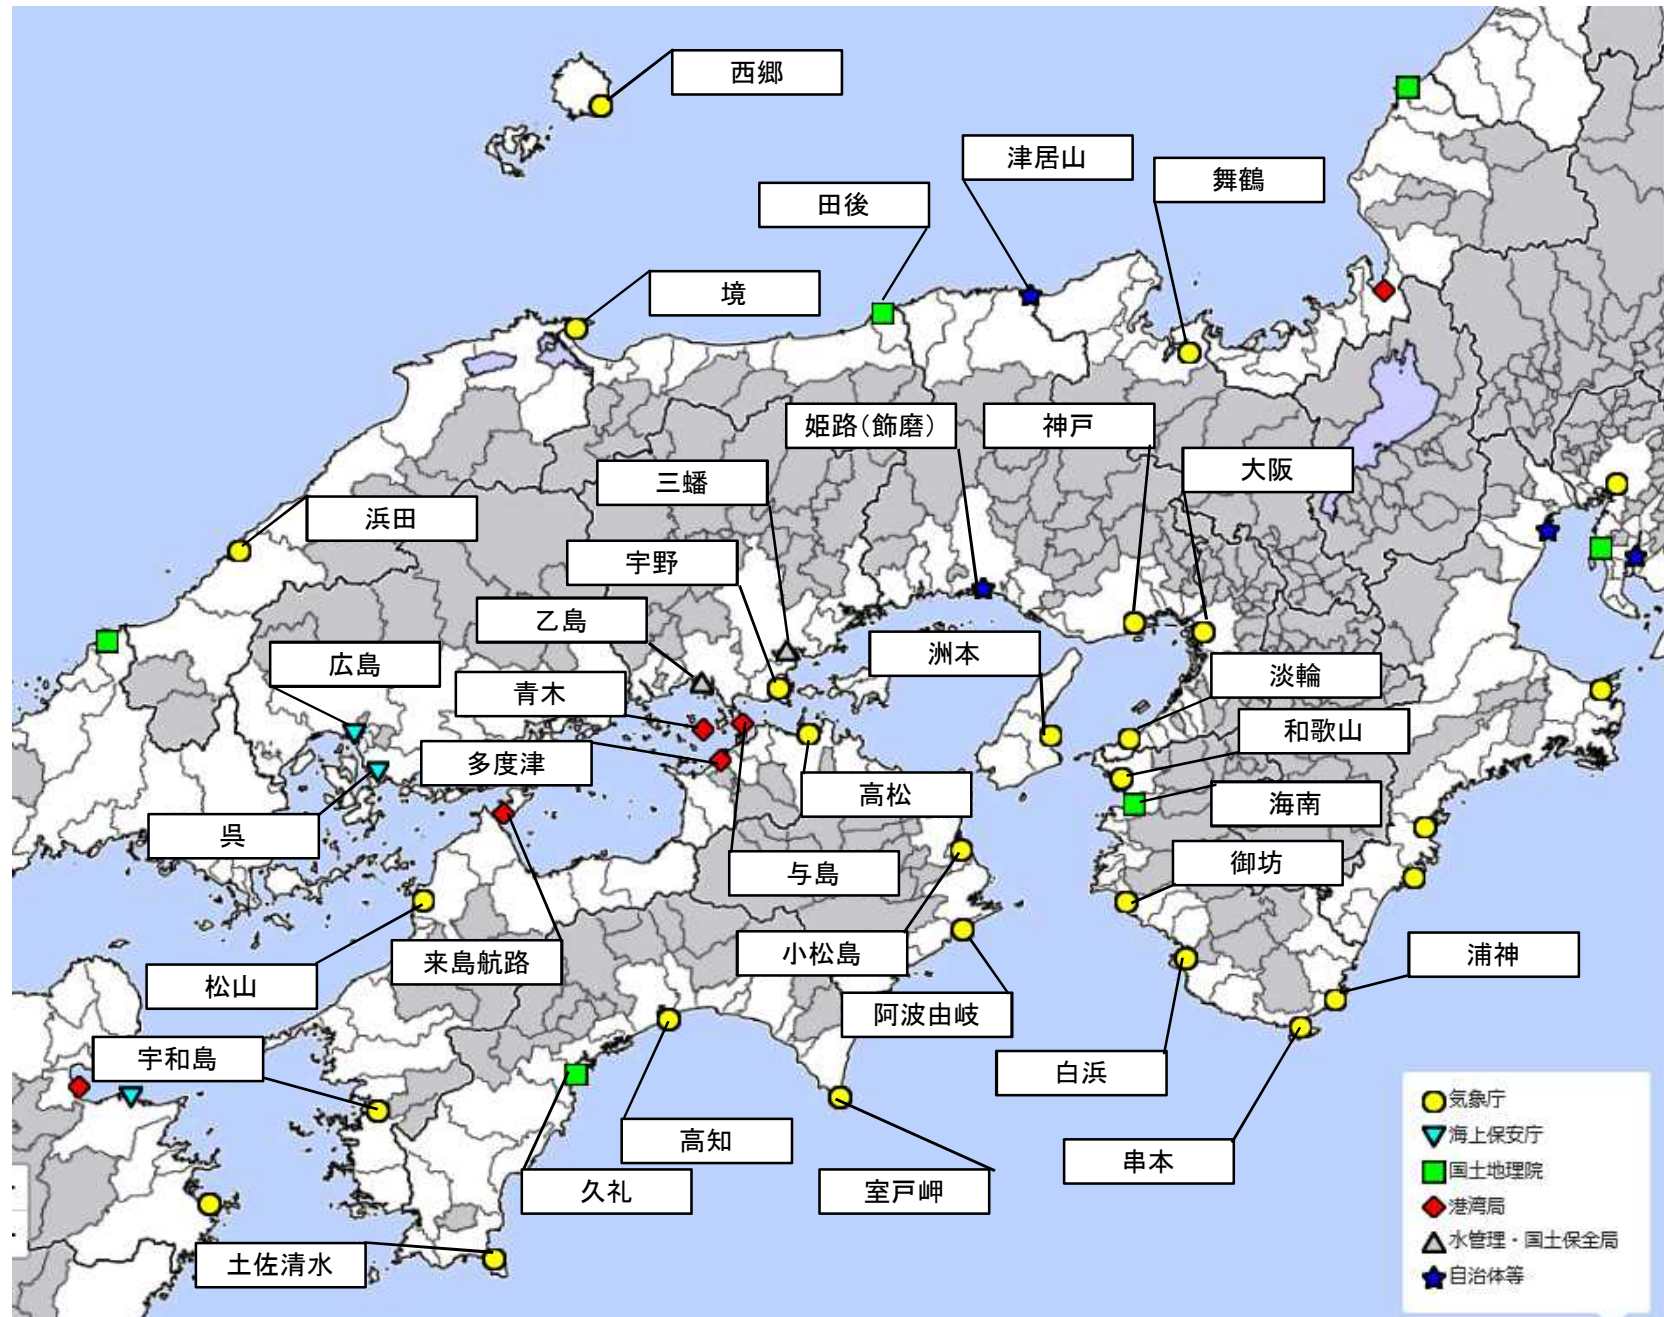 西郷
津居山
舞鶴
田後
境
姫路（飾磨）
神戸
大阪
三蟠
浜田
宇野
乙島
広島
洲本
淡輪
青木
和歌山
多度津
高松
海南
呉
与島
御坊
小松島
来島航路
松山
浦神
阿波由岐
宇和島
白浜
高知
串本
久礼
室戸岬
土佐清水
気象庁
海上保安庁
国土地理院
港湾局
水管理・国土保全局
自治体等